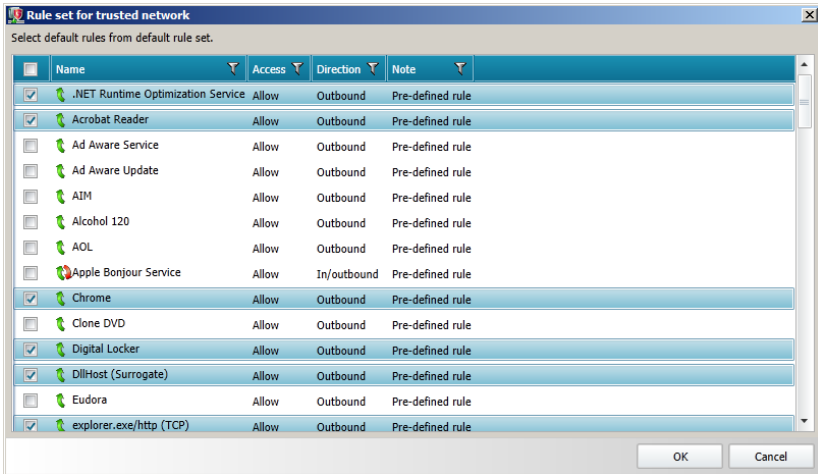 Rule set for trusted network
Select default rules from default rule set.
Name Access Direction Note
.NET Runtime Optimization Service Allow Outbound Pre-defined rule
Acrobat Reader Allow Outbound Pre-defined rule
Ad Aware Service Allow Outbound Pre-defined rule
Ad Aware Update Allow Outbound Pre-defined rule
AIM Allow Outbound Pre-defined rule
Alcohol 120 Allow Outbound Pre-defined rule
AOL Allow Outbound Pre-defined rule
Apple Bonjour Service Allow In/outbound Pre-defined rule
Chrome Allow Outbound Pre-defined rule
Clone DVD Allow Outbound Pre-defined rule
Digital Locker Allow Outbound Pre-defined rule
DllHost (Surrogate) Allow Outbound Pre-defined rule
Eudora Allow Outbound Pre-defined rule
explorer.exe/http (TCP) Allow Outbound Pre-defined rule
OK Cancel